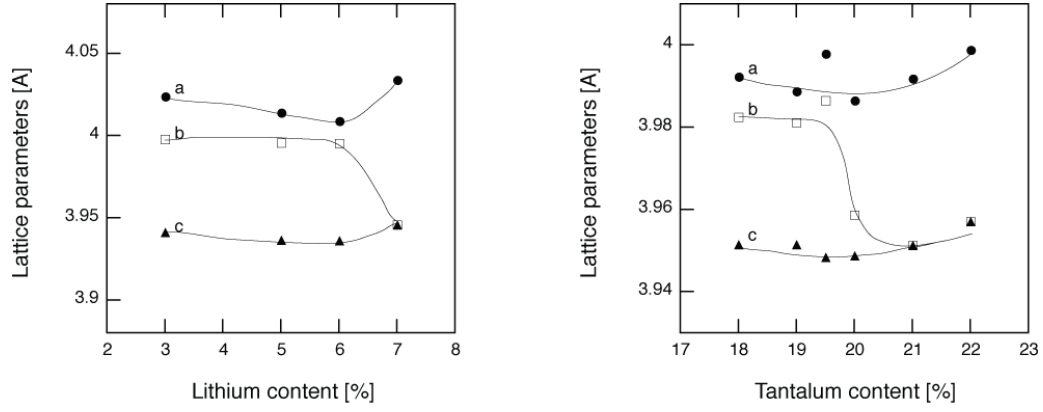 4.05
4
3.95
3.9
Lattice parameters [A]
a
b
c
2 3 4 5 6 7 8
Lithium content [%]
4
3.98
3.96
3.94
Lattice parameters [A]
a
b
c
17 18 19 20 21 22 23
Tantalum content [%]